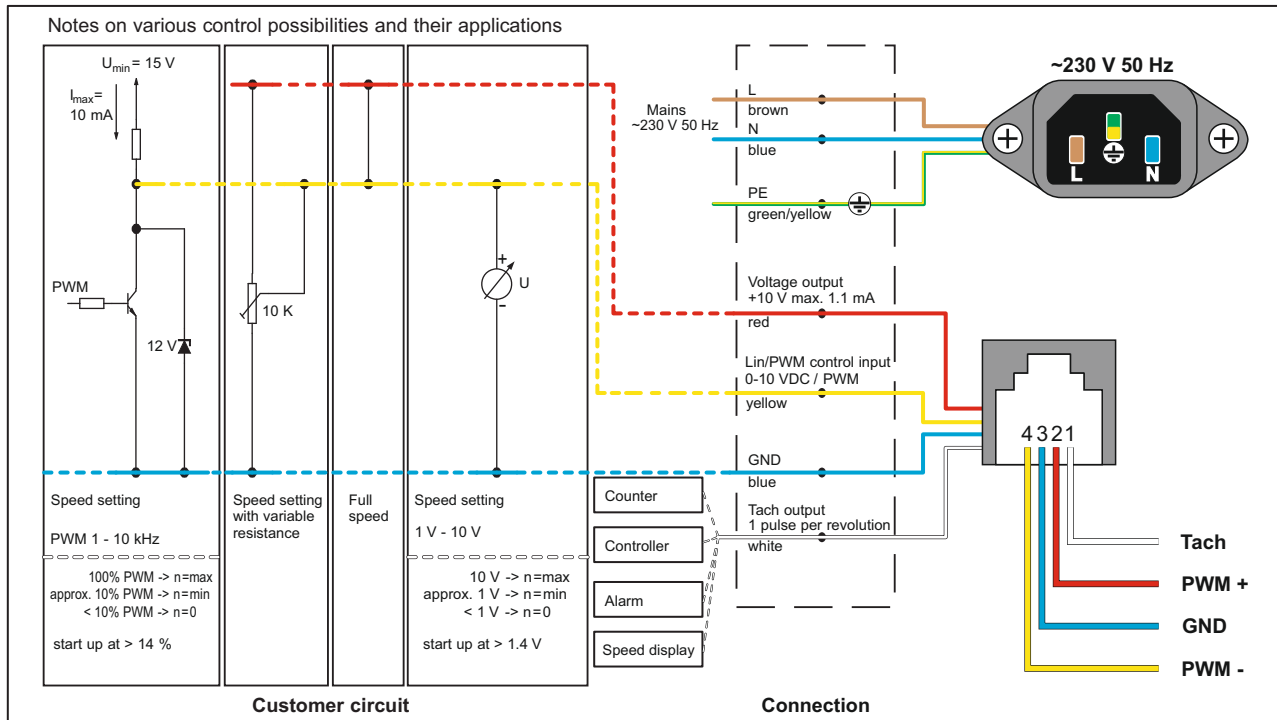 Notes on various control possibilities and their applications
Umin = 15 V
Imax=
10 mA
PWM
12 V
10 K
+
U
-
Speed setting
PWM 1 - 10 kHz
100% PWM -> n=max
approx. 10% PWM -> n=min
< 10% PWM -> n=0
start up at > 14 %
Speed setting
with variable
resistance
Full
speed
Speed setting
1 V - 10 V
10 V -> n=max
approx. 1 V -> n=min
< 1 V -> n=0
start up at > 1.4 V
Customer circuit
Counter
Controller
Alarm
Speed display
Mains
~230 V 50 Hz
L
brown
N
blue
PE
green/yellow
Voltage output
+10 V max. 1.1 mA
red
Lin/PWM control input
0-10 VDC / PWM
yellow
GND
blue
Tach output
1 pulse per revolution
white
Connection
~230 V 50 Hz
L
N
4321
Tach
PWM +
GND
PWM -